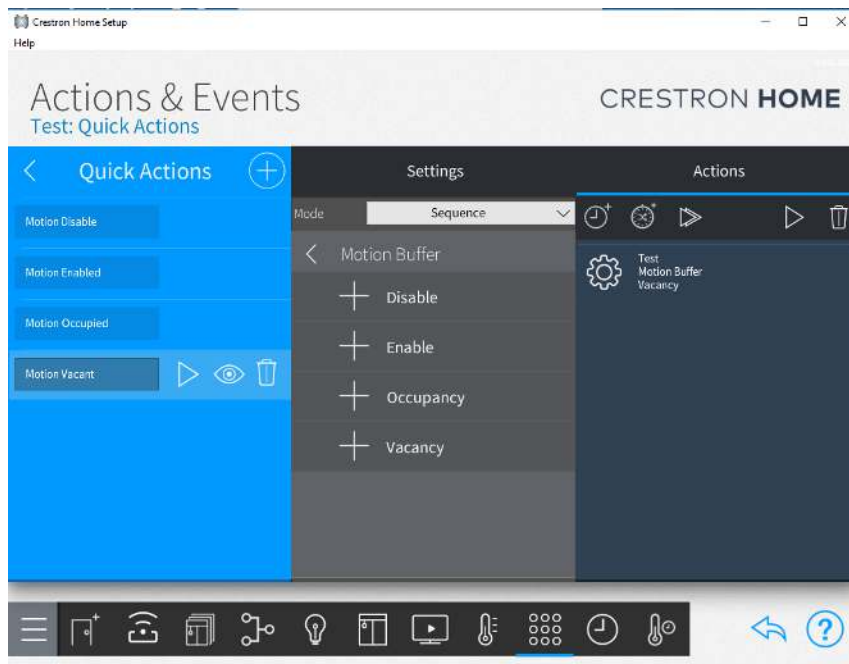 Crestron Home Setup
Help
Actions & Events
CRESTRON HOME
Test: Quick Actions
Quick Actions
Settings
Actions
Mode
Sequence
Motion Disable
Motion Enabled
Motion Occupied
Motion Vacant
Motion Buffer
Disable
Enable
Occupancy
Vacancy
Test
Motion Buffer
Vacancy
?